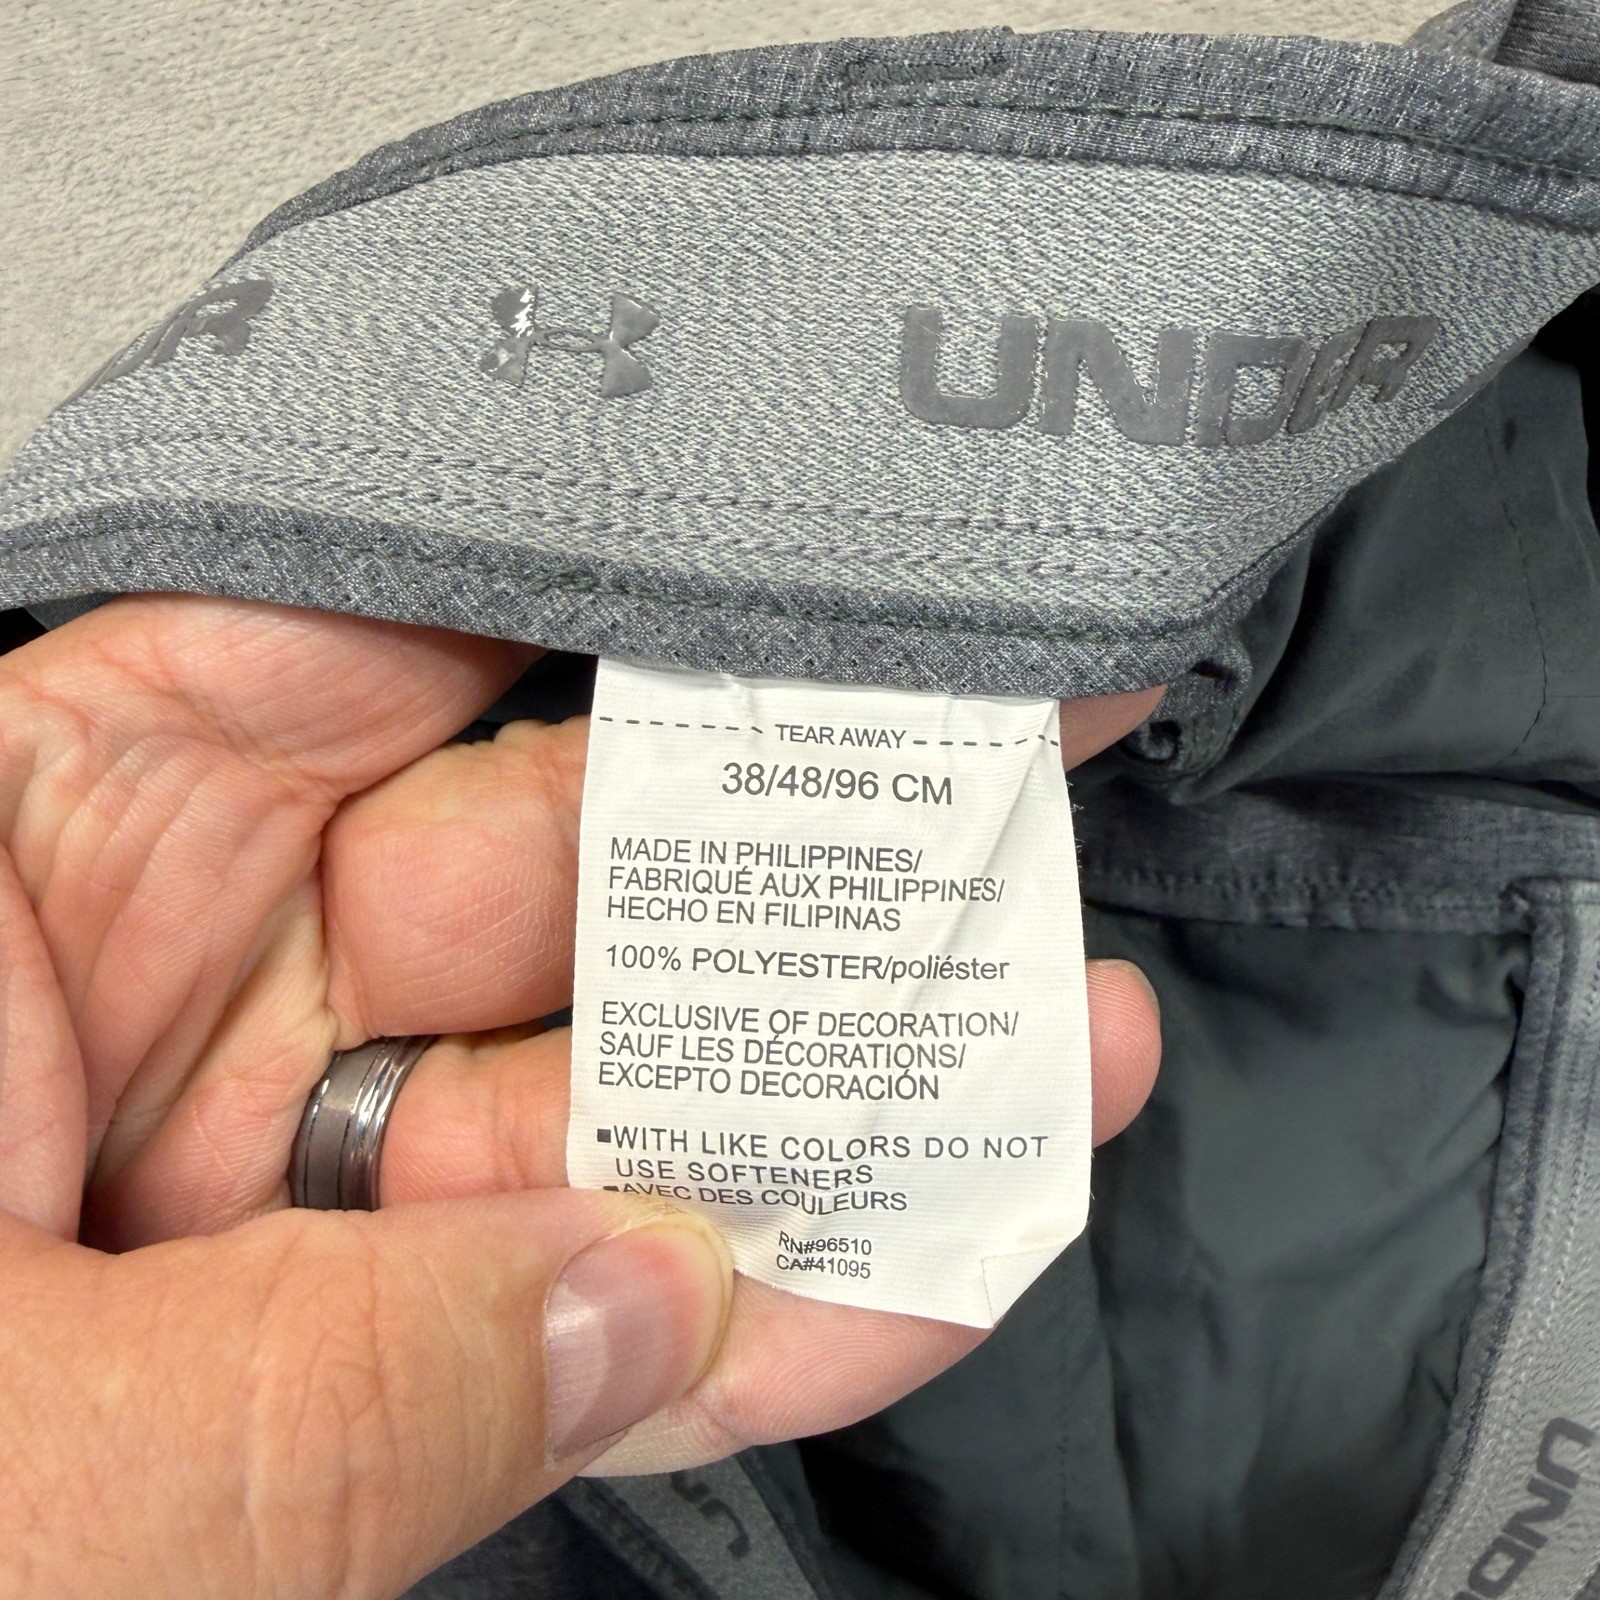 UNDER
TEAR AWAY
38/48/96 CM
MADE IN PHILIPPINES/
FABRIQUÉ AUX PHILIPPINES/
HECHO EN FILIPINAS
100% POLYESTER/poliéster
EXCLUSIVE OF DECORATION/
SAUF LES DÉCORATIONS/
EXCEPTO DECORACIÓN
▪WITH LIKE COLORS DO NOT
USE SOFTENERS
▪AVEC DES COULEURS
RN#96510
CA#41095